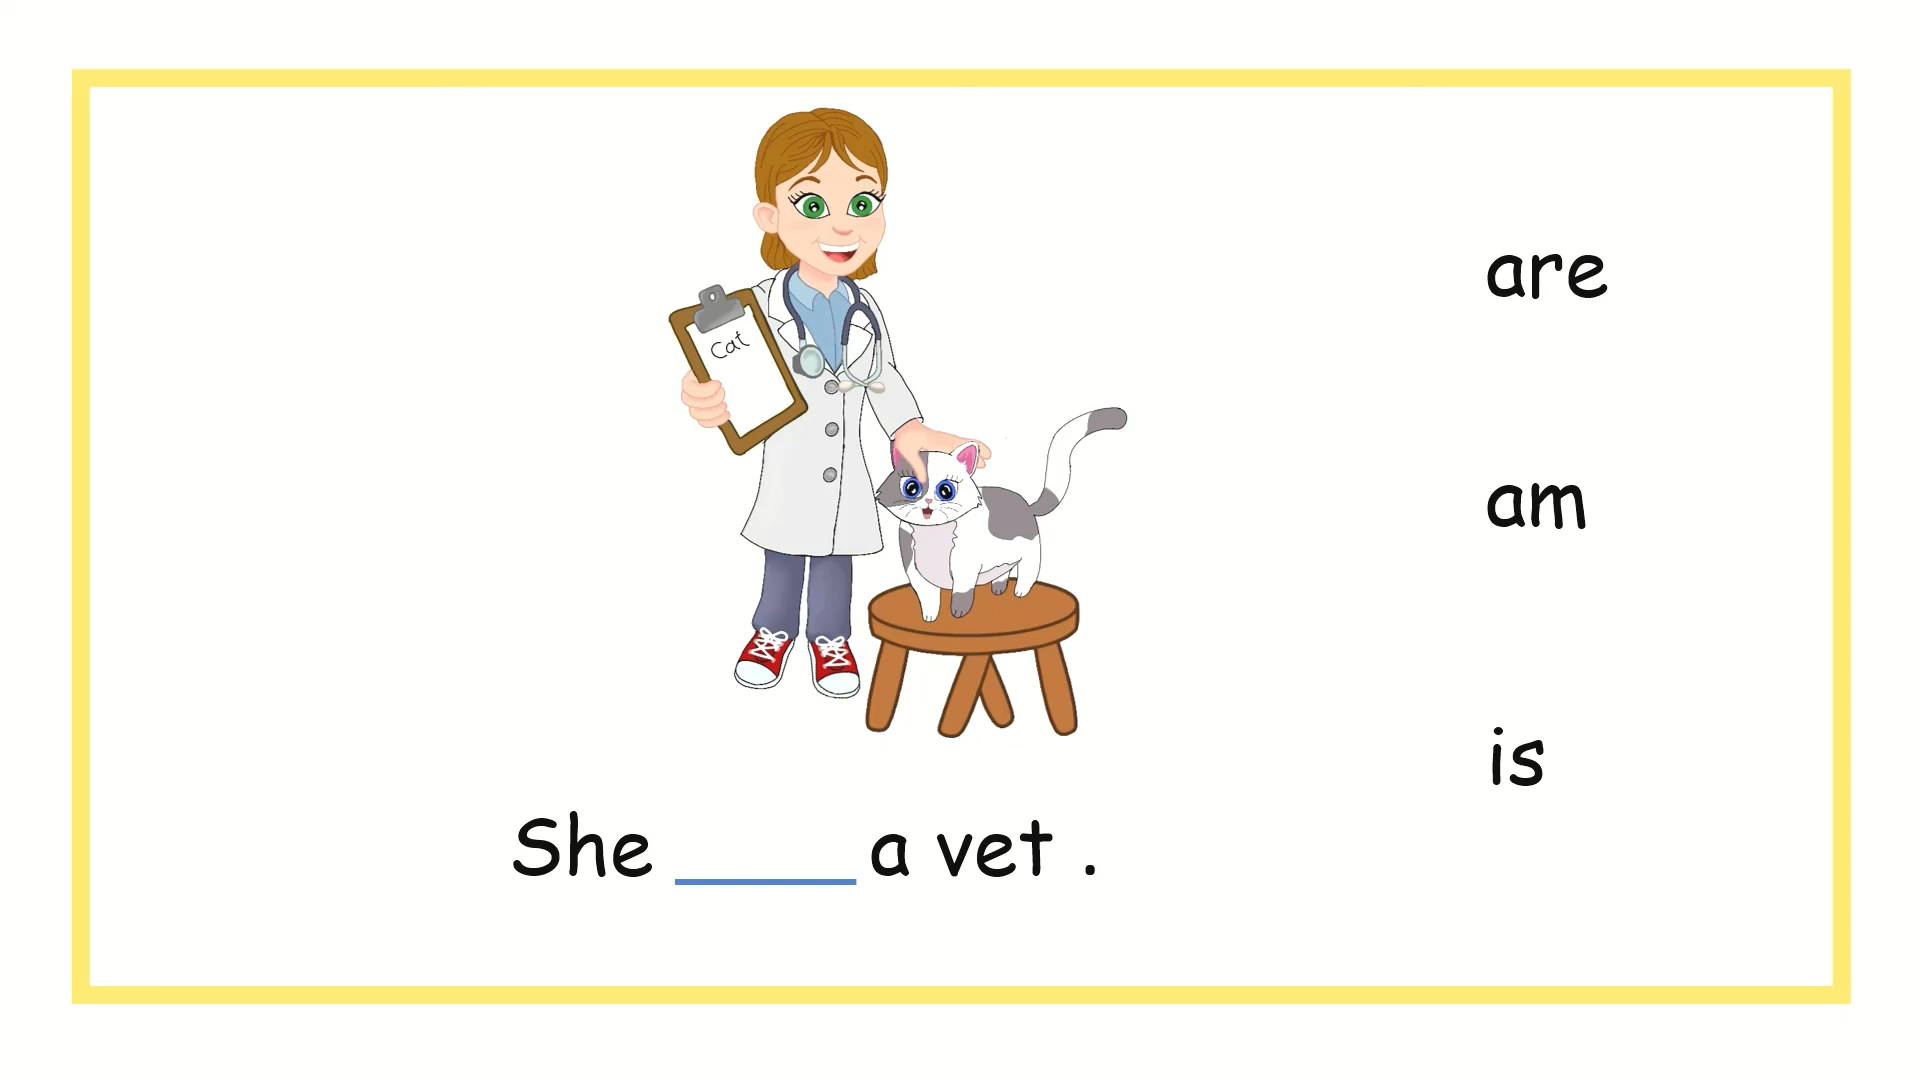 Cat
are
am
is
She _____ a vet .